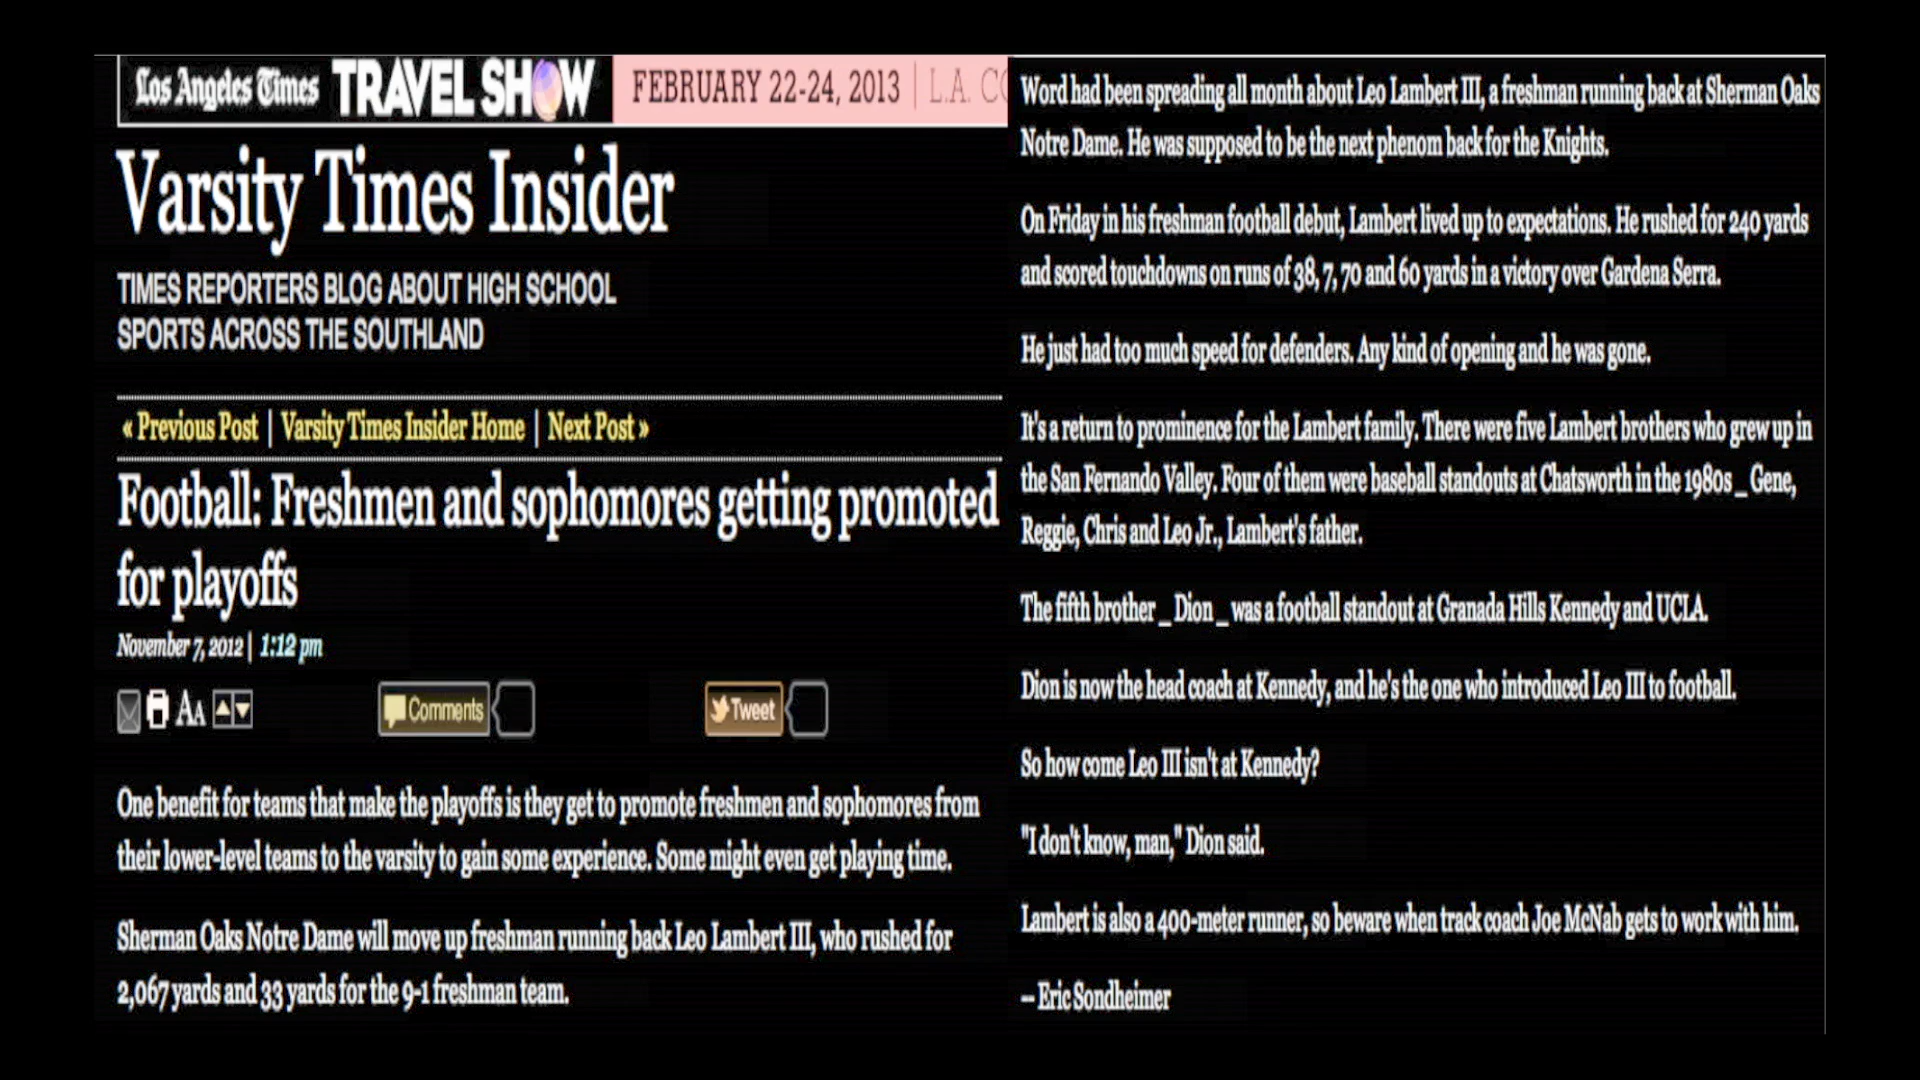 Los Angeles Times TRAVEL SHOW FEBRUARY 22-24, 2013 | L.A.
Varsity Times Insider
TIMES REPORTERS BLOG ABOUT HIGH SCHOOL
SPORTS ACROSS THE SOUTHLAND
« Previous Post | Varsity Times Insider Home | Next Post »
Football: Freshmen and sophomores getting promoted
for playoffs
November 7, 2012 | 1:12 pm
AA Comments Tweet
One benefit for teams that make the playoffs is they get to promote freshmen and sophomores from
their lower-level teams to the varsity to gain some experience. Some might even get playing time.
Sherman Oaks Notre Dame will move up freshman running back Leo Lambert III, who rushed for
2,067 yards and 33 yards for the 9-1 freshman team.
Word had been spreading all month about Leo Lambert III, a freshman running back at Sherman Oaks
Notre Dame. He was supposed to be the next phenom back for the Knights.
On Friday in his freshman football debut, Lambert lived up to expectations. He rushed for 240 yards
and scored touchdowns on runs of 38, 7, 70 and 60 yards in a victory over Gardena Serra.
He just had too much speed for defenders. Any kind of opening and he was gone.
It's a return to prominence for the Lambert family. There were five Lambert brothers who grew up in
the San Fernando Valley. Four of them were baseball standouts at Chatsworth in the 1980s _ Gene,
Reggie, Chris and Leo Jr., Lambert's father.
The fifth brother _ Dion _ was a football standout at Granada Hills Kennedy and UCLA.
Dion is now the head coach at Kennedy, and he's the one who introduced Leo III to football.
So how come Leo III isn't at Kennedy?
"I don't know, man," Dion said.
Lambert is also a 400-meter runner, so beware when track coach Joe McNab gets to work with him.
-- Eric Sondheimer